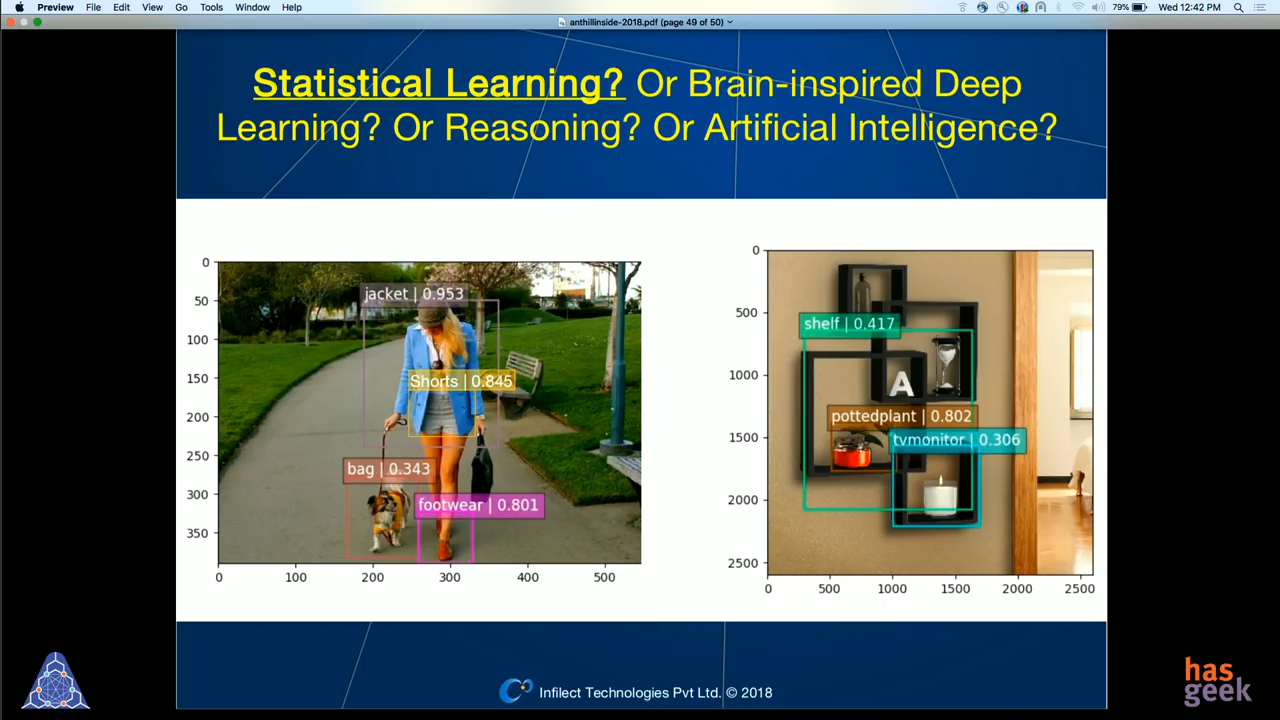 Preview File Edit View Go Tools Window Help 79% Wed 12:42 PM
anthillinside-2018.pdf (page 49 of 50)
Statistical Learning? Or Brain-inspired Deep
Learning? Or Reasoning? Or Artificial Intelligence?
0
50
100
150
200
250
300
350
0 100 200 300 400 500
jacket | 0.953
Shorts | 0.845
bag | 0.343
footwear | 0.801
0
500
1000
1500
2000
2500
0 500 1000 1500 2000 2500
shelf | 0.417
A
pottedplant | 0.802
tvmonitor | 0.306
Infilect Technologies Pvt Ltd. © 2018
has
geek